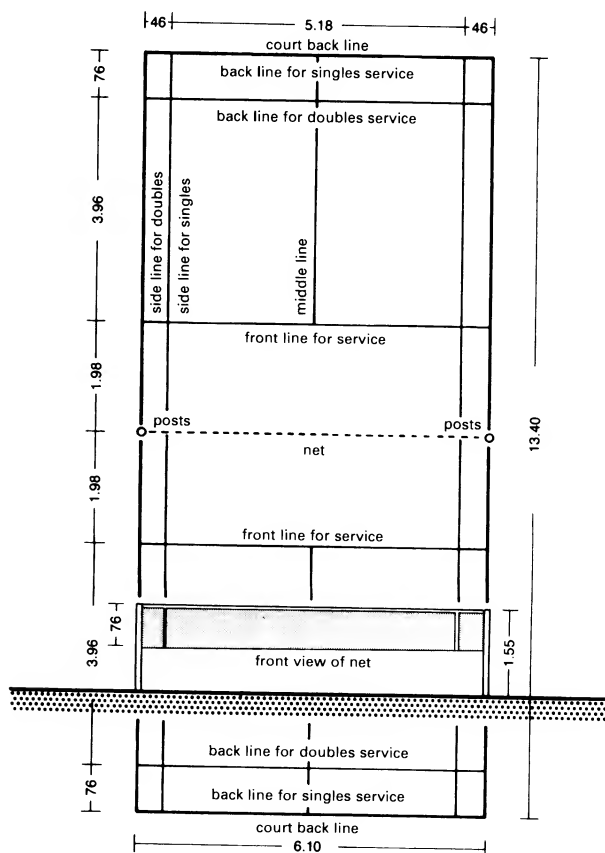 46 5.18 46
court back line
back line for singles service
76
back line for doubles service
3.96
side line for doubles
side line for singles
middle line
front line for service
1.98
posts posts
net
13.40
1.98
front line for service
76
3.96
front view of net
1.55
back line for doubles service
76
back line for singles service
court back line
6.10